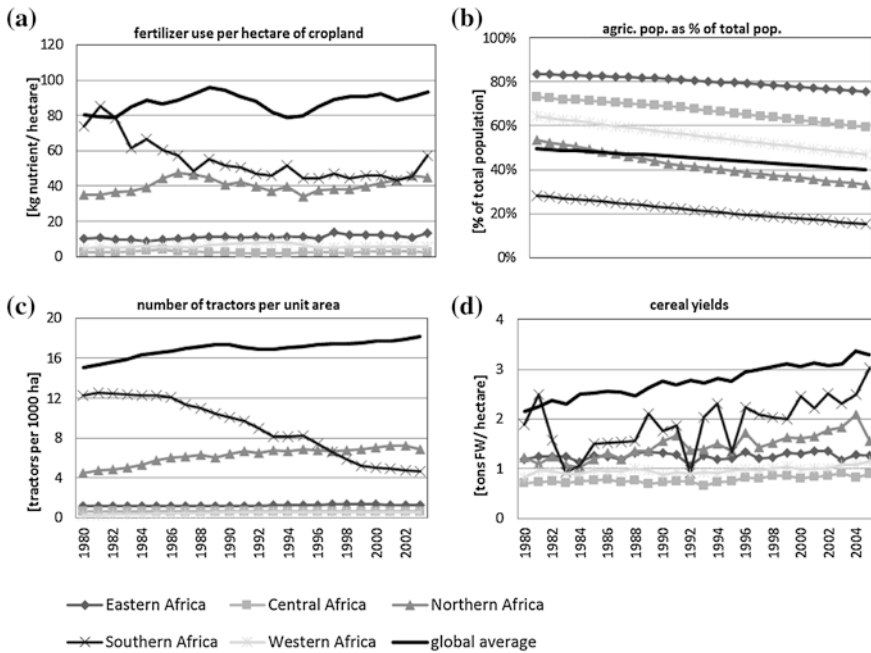 (a)
fertilizer use per hectare of cropland
[kg nutrient/ hectare]
120
100
80
60
40
20
0
(b)
agric. pop. as % of total pop.
[% of total population]
100%
80%
60%
40%
20%
0%
(c)
number of tractors per unit area
[tractors per 1000 ha]
20
16
12
8
4
0
1980
1982
1984
1986
1988
1990
1992
1994
1996
1998
2000
2002
(d)
cereal yields
[tons FW/ hectare]
4
3
2
1
0
1980
1982
1984
1986
1988
1990
1992
1994
1996
1998
2000
2002
2004
Eastern Africa
Central Africa
Northern Africa
Southern Africa
Western Africa
global average